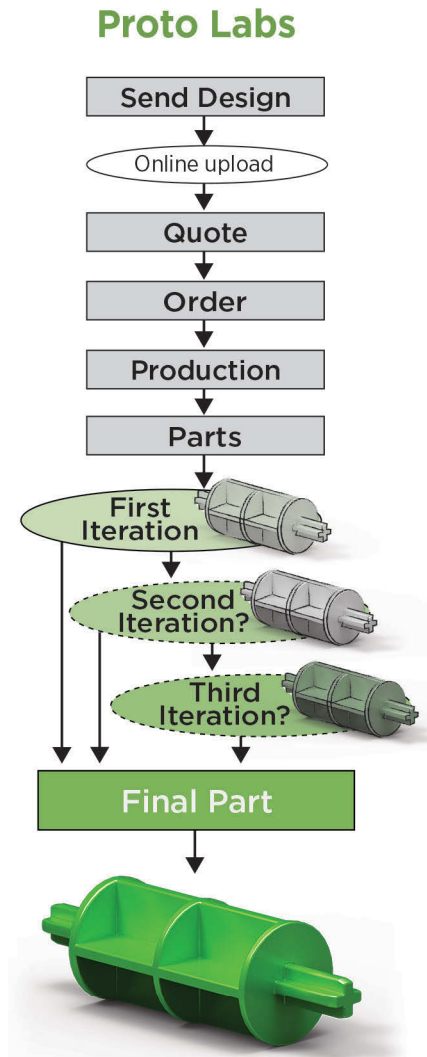 Proto Labs
Send Design
Online upload
Quote
Order
Production
Parts
First
Iteration
Second
Iteration?
Third
Iteration?
Final Part